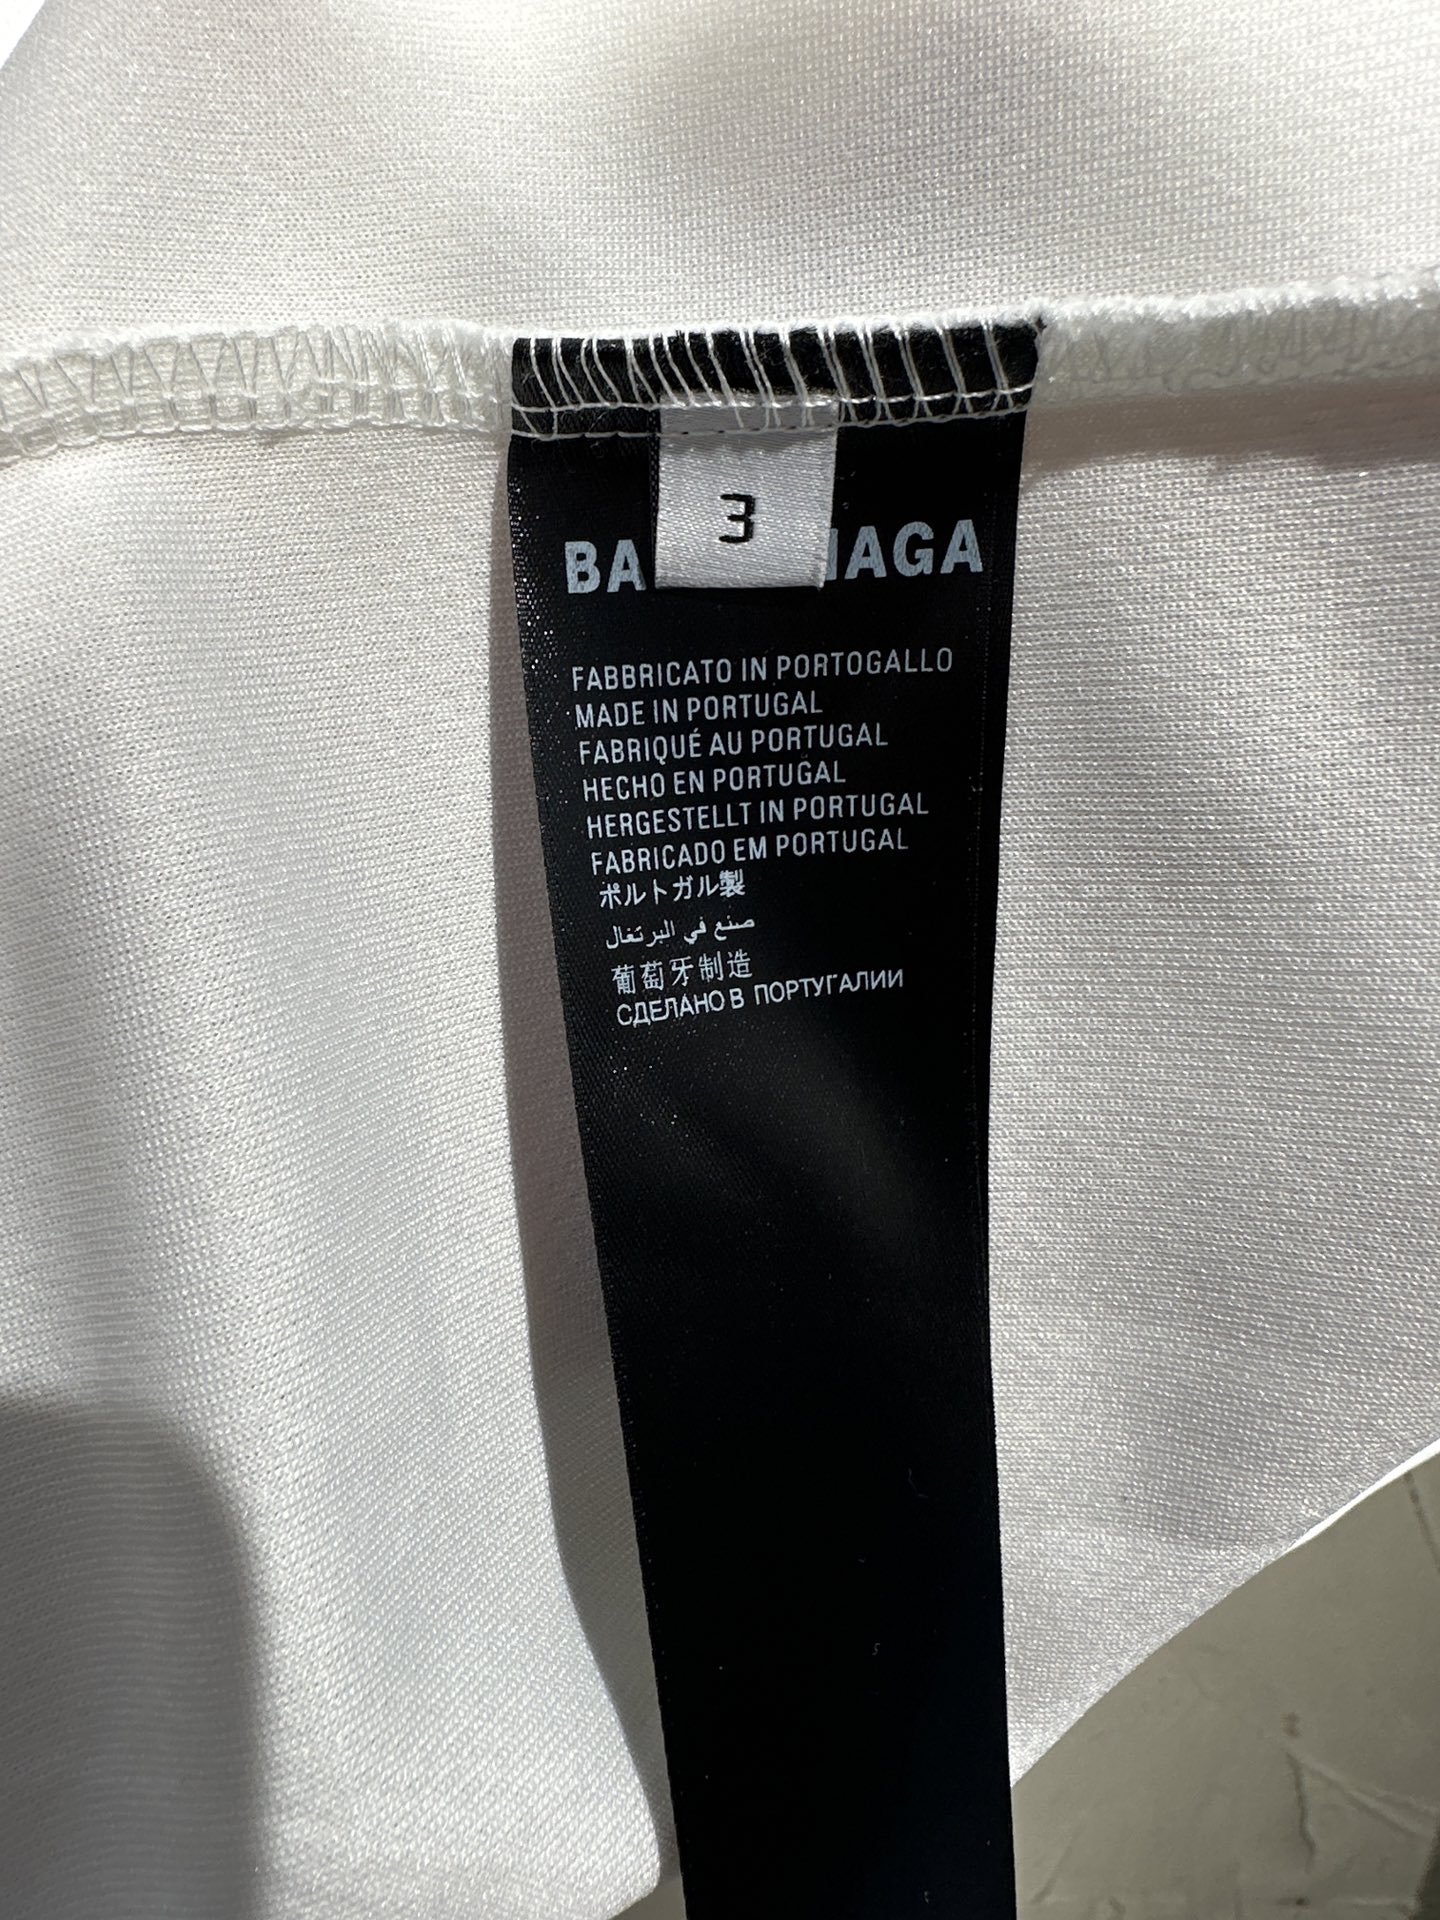 3
BA NAGA
FABBRICATO IN PORTOGALLO
MADE IN PORTUGAL
FABRIQUÉ AU PORTUGAL
HECHO EN PORTUGAL
HERGESTELLT IN PORTUGAL
FABRICADO EM PORTUGAL
ポルトガル製
صنع في البرتغال
葡萄牙制造
СДЕЛАНО В ПОРТУГАЛИИ